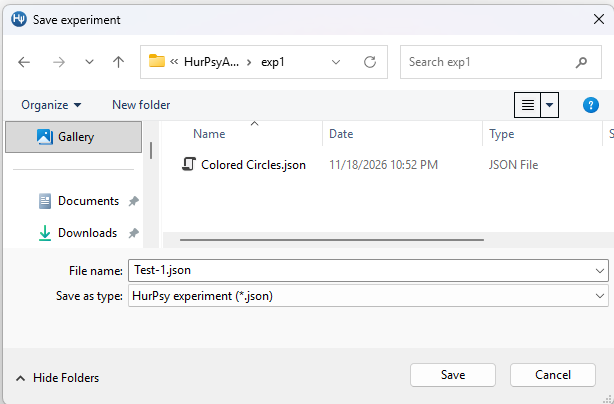 Hψ Save experiment
« HurPsyA... › exp1
Search exp1
Organize
New folder
?
Gallery
Documents
Downloads
Name Date Type S
Colored Circles.json 11/18/2026 10:52 PM JSON File
File name: Test-1.json
Save as type: HurPsy experiment (*.json)
Hide Folders
Save
Cancel